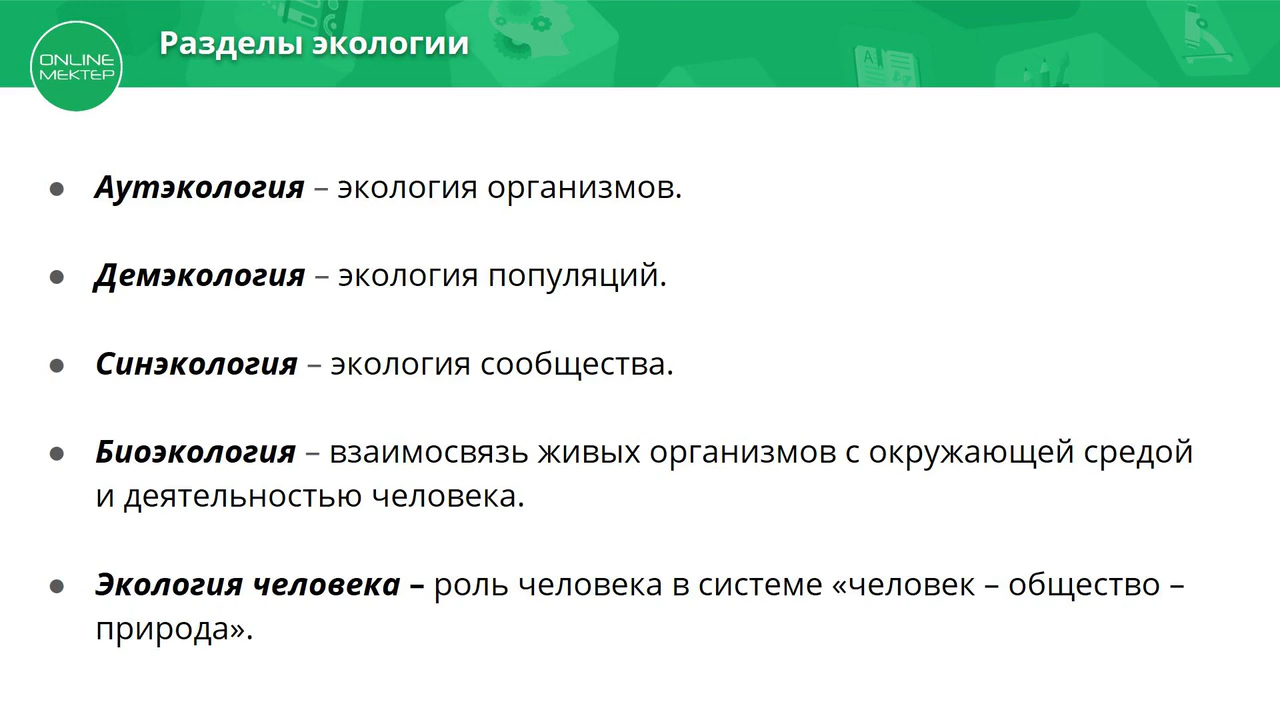 Разделы экологии
ONLINE
МЕКТЕР
A
● Аутэкология – экология организмов.
● Демэкология – экология популяций.
● Синэкология – экология сообщества.
● Биоэкология – взаимосвязь живых организмов с окружающей средой
и деятельностью человека.
● Экология человека – роль человека в системе «человек – общество –
природа».